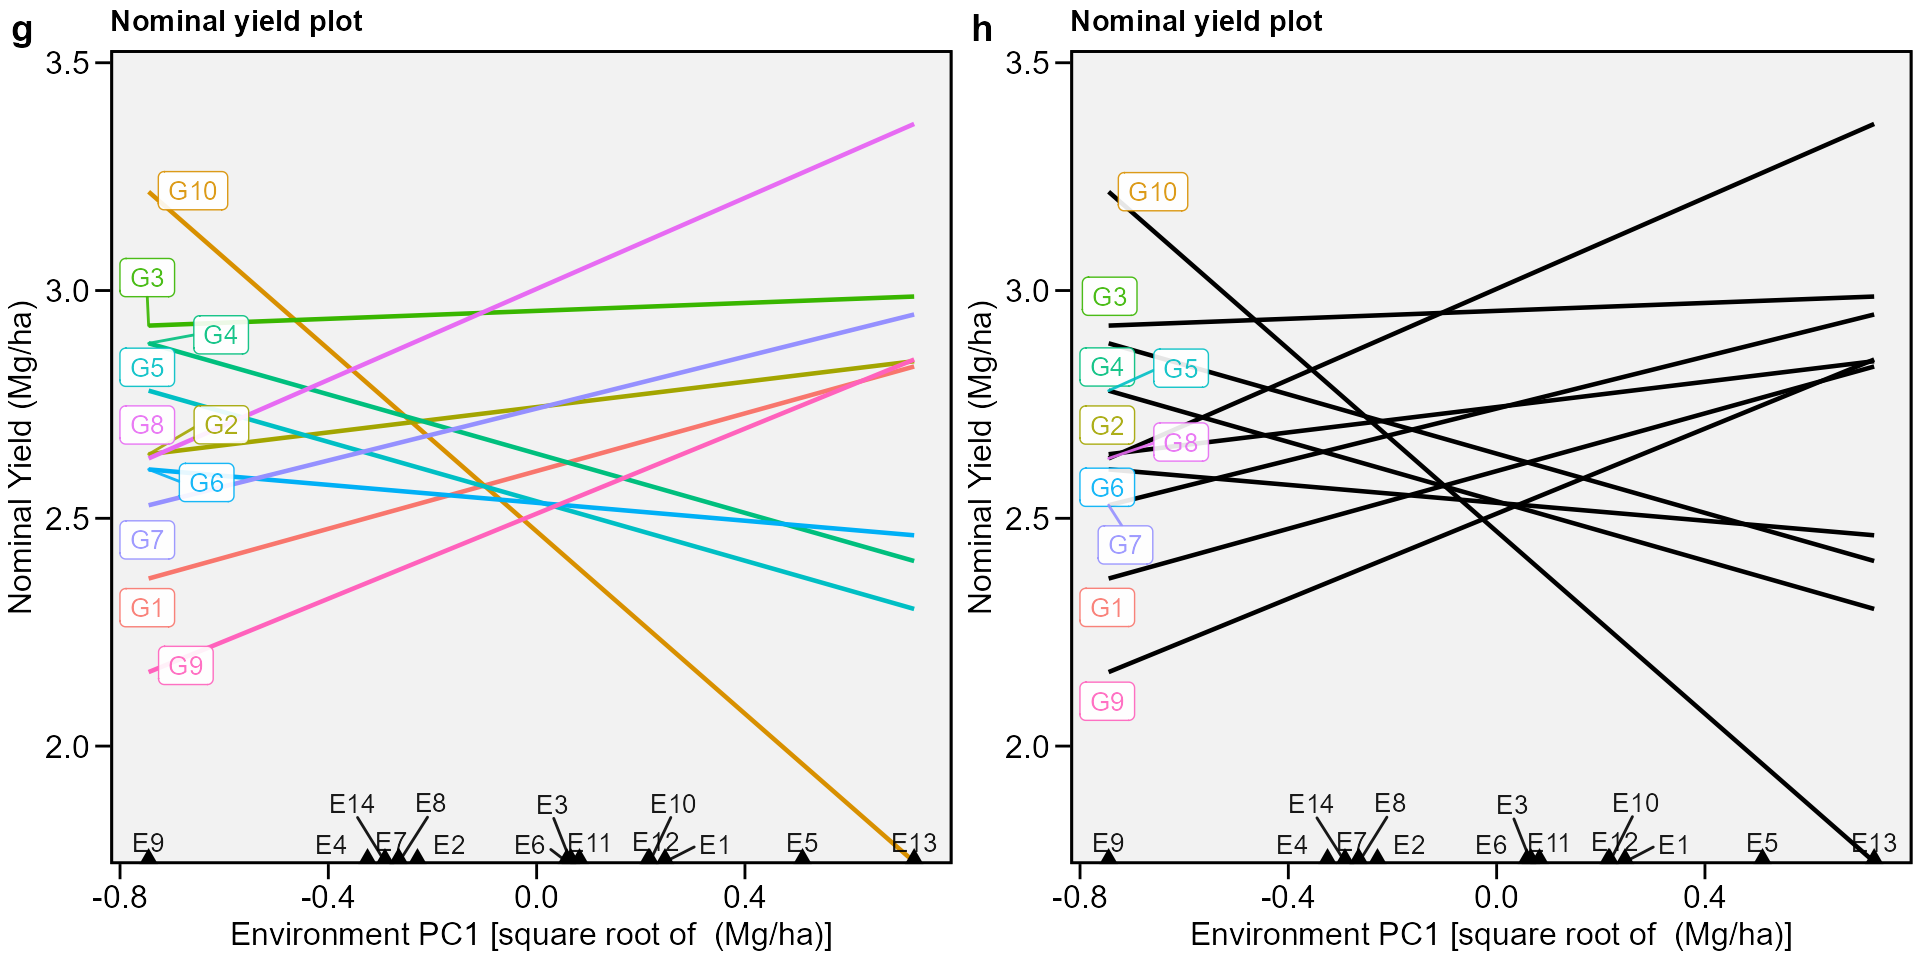 g
Nominal yield plot
Nominal Yield (Mg/ha)
3.5
3.0
2.5
2.0
G10
G3
G4
G5
G8
G2
G6
G7
G1
G9
E14
E8
E3
E10
E9
E4
E7
E2
E6
E11
E12
E1
E5
E13
-0.8
-0.4
0.0
0.4
Environment PC1 [square root of  (Mg/ha)]
h
Nominal yield plot
Nominal Yield (Mg/ha)
3.5
3.0
2.5
2.0
G10
G3
G4
G5
G2
G8
G6
G7
G1
G9
E14
E8
E3
E10
E9
E4
E7
E2
E6
E11
E12
E1
E5
E13
-0.8
-0.4
0.0
0.4
Environment PC1 [square root of  (Mg/ha)]